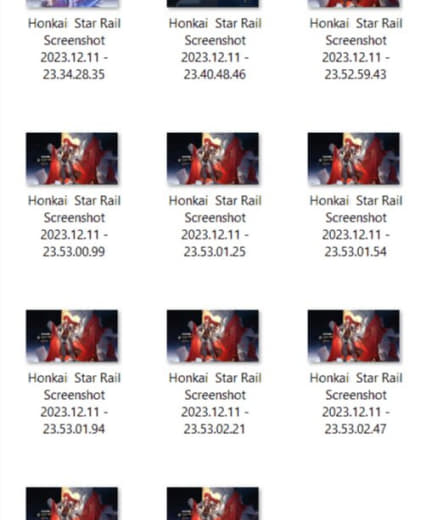 Honkai Star Rail
Screenshot
2023.12.11 -
23.34.28.35
Honkai Star Rail
Screenshot
2023.12.11 -
23.40.48.46
Honkai Star Rail
Screenshot
2023.12.11 -
23.52.59.43
Honkai Star Rail
Screenshot
2023.12.11 -
23.53.00.99
Honkai Star Rail
Screenshot
2023.12.11 -
23.53.01.25
Honkai Star Rail
Screenshot
2023.12.11 -
23.53.01.54
Honkai Star Rail
Screenshot
2023.12.11 -
23.53.01.94
Honkai Star Rail
Screenshot
2023.12.11 -
23.53.02.21
Honkai Star Rail
Screenshot
2023.12.11 -
23.53.02.47